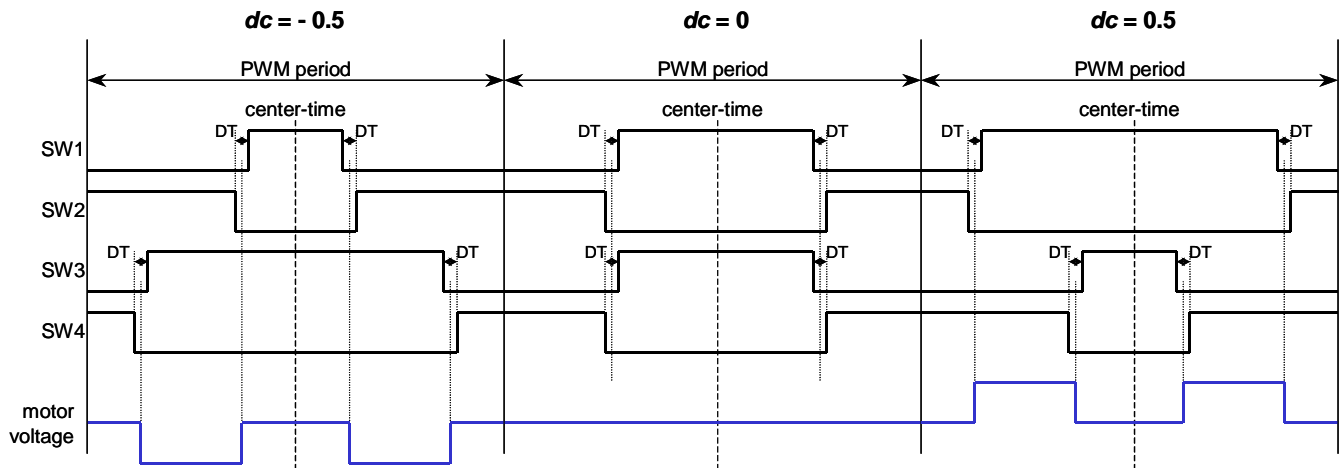 dc = - 0.5 dc = 0 dc = 0.5
PWM period PWM period PWM period
center-time center-time center-time
DT DT DT DT DT DT
SW1
SW2
DT DT DT DT DT DT
SW3
SW4
motor
voltage